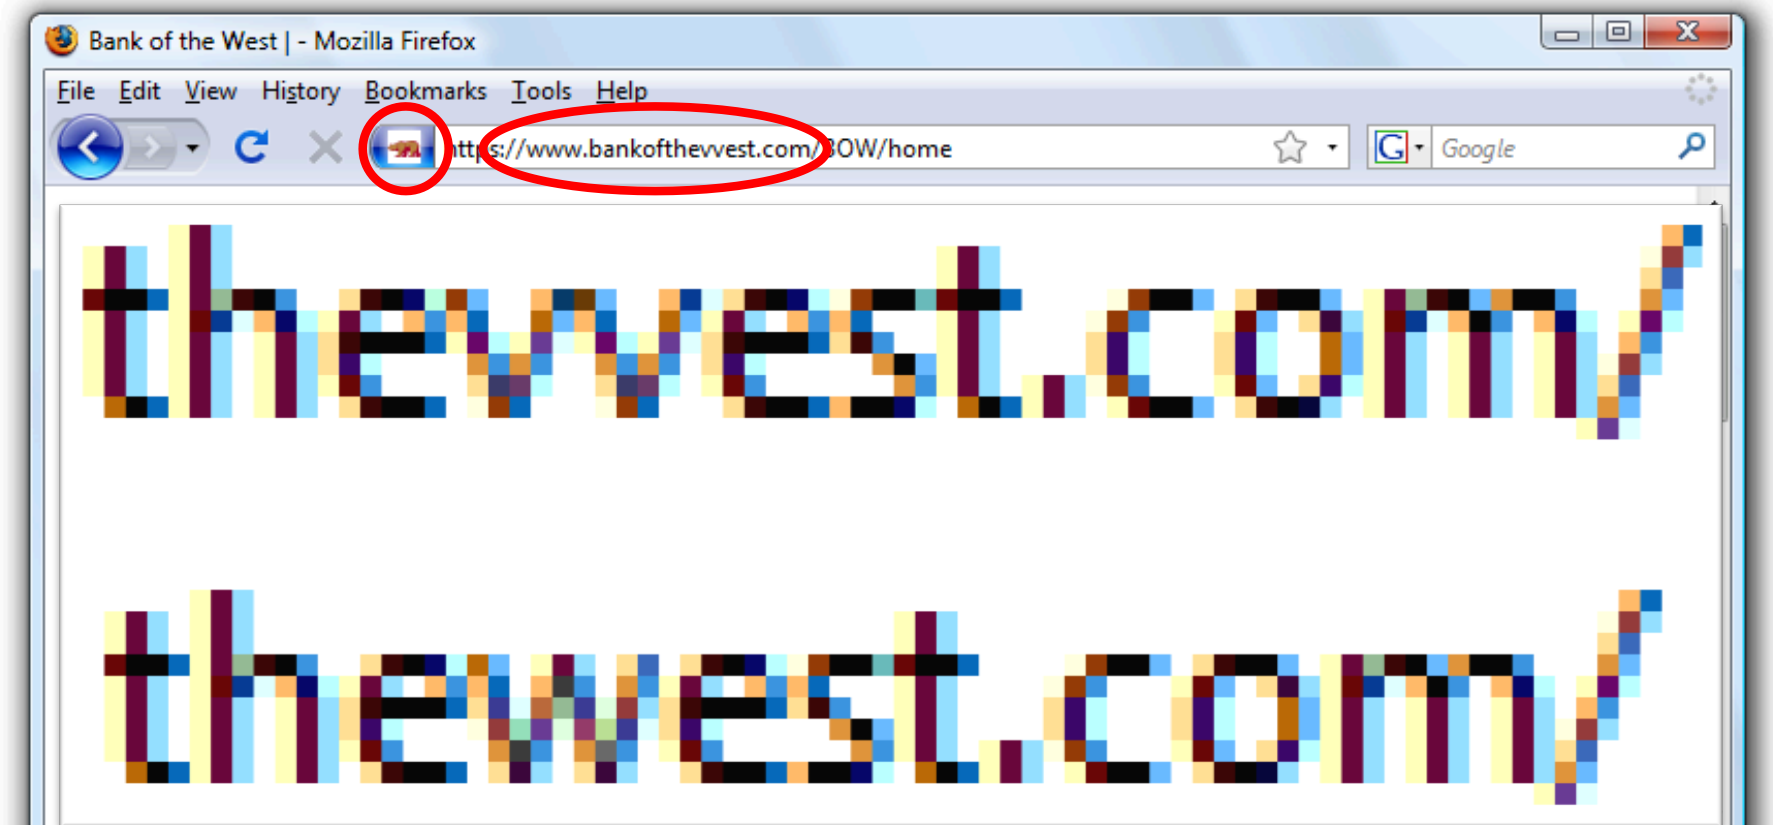 Bank of the West | - Mozilla Firefox
File Edit View History Bookmarks Tools Help
https://www.bankofthevvest.com/BOW/home
G Google
thevvest.com/
thewest.com/